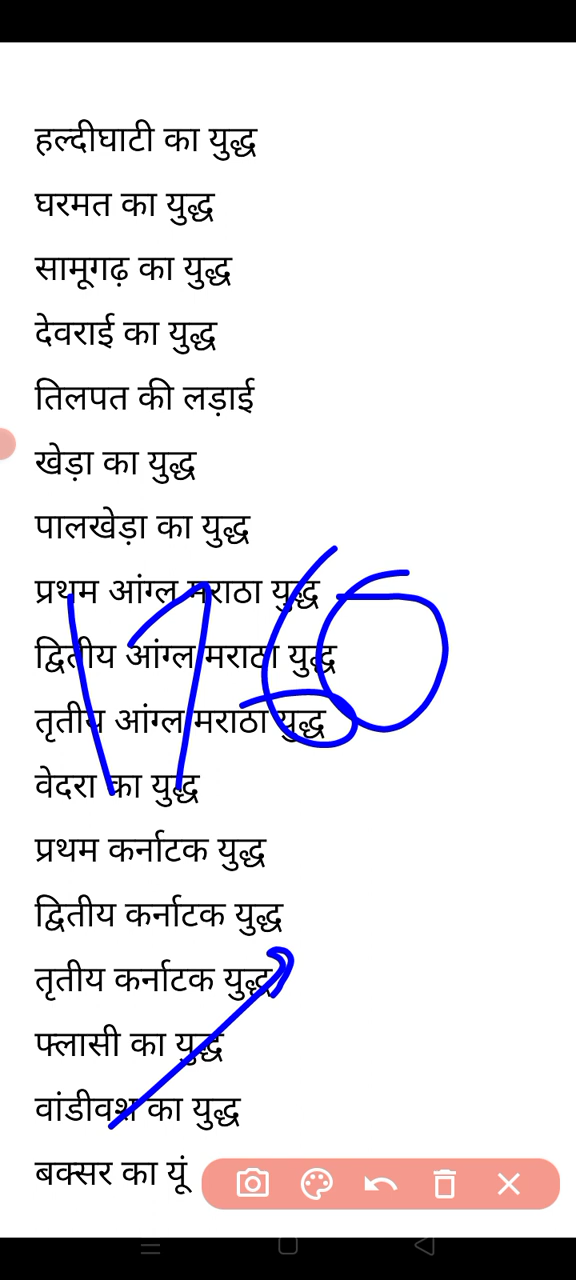 हल्दीघाटी का युद्ध
घरमत का युद्ध
सामूगढ़ का युद्ध
देवराई का युद्ध
तिलपत की लड़ाई
खेड़ा का युद्ध
पालखेड़ा का युद्ध
प्रथम आंग्ल मराठा युद्ध
द्वितीय आंग्ल मराठा युद्ध
तृतीय आंग्ल मराठा युद्ध
1760
वेदरा का युद्ध
प्रथम कर्नाटक युद्ध
द्वितीय कर्नाटक युद्ध
तृतीय कर्नाटक युद्ध
फ्लासी का युद्ध
वांडीवश का युद्ध
बक्सर का यूं